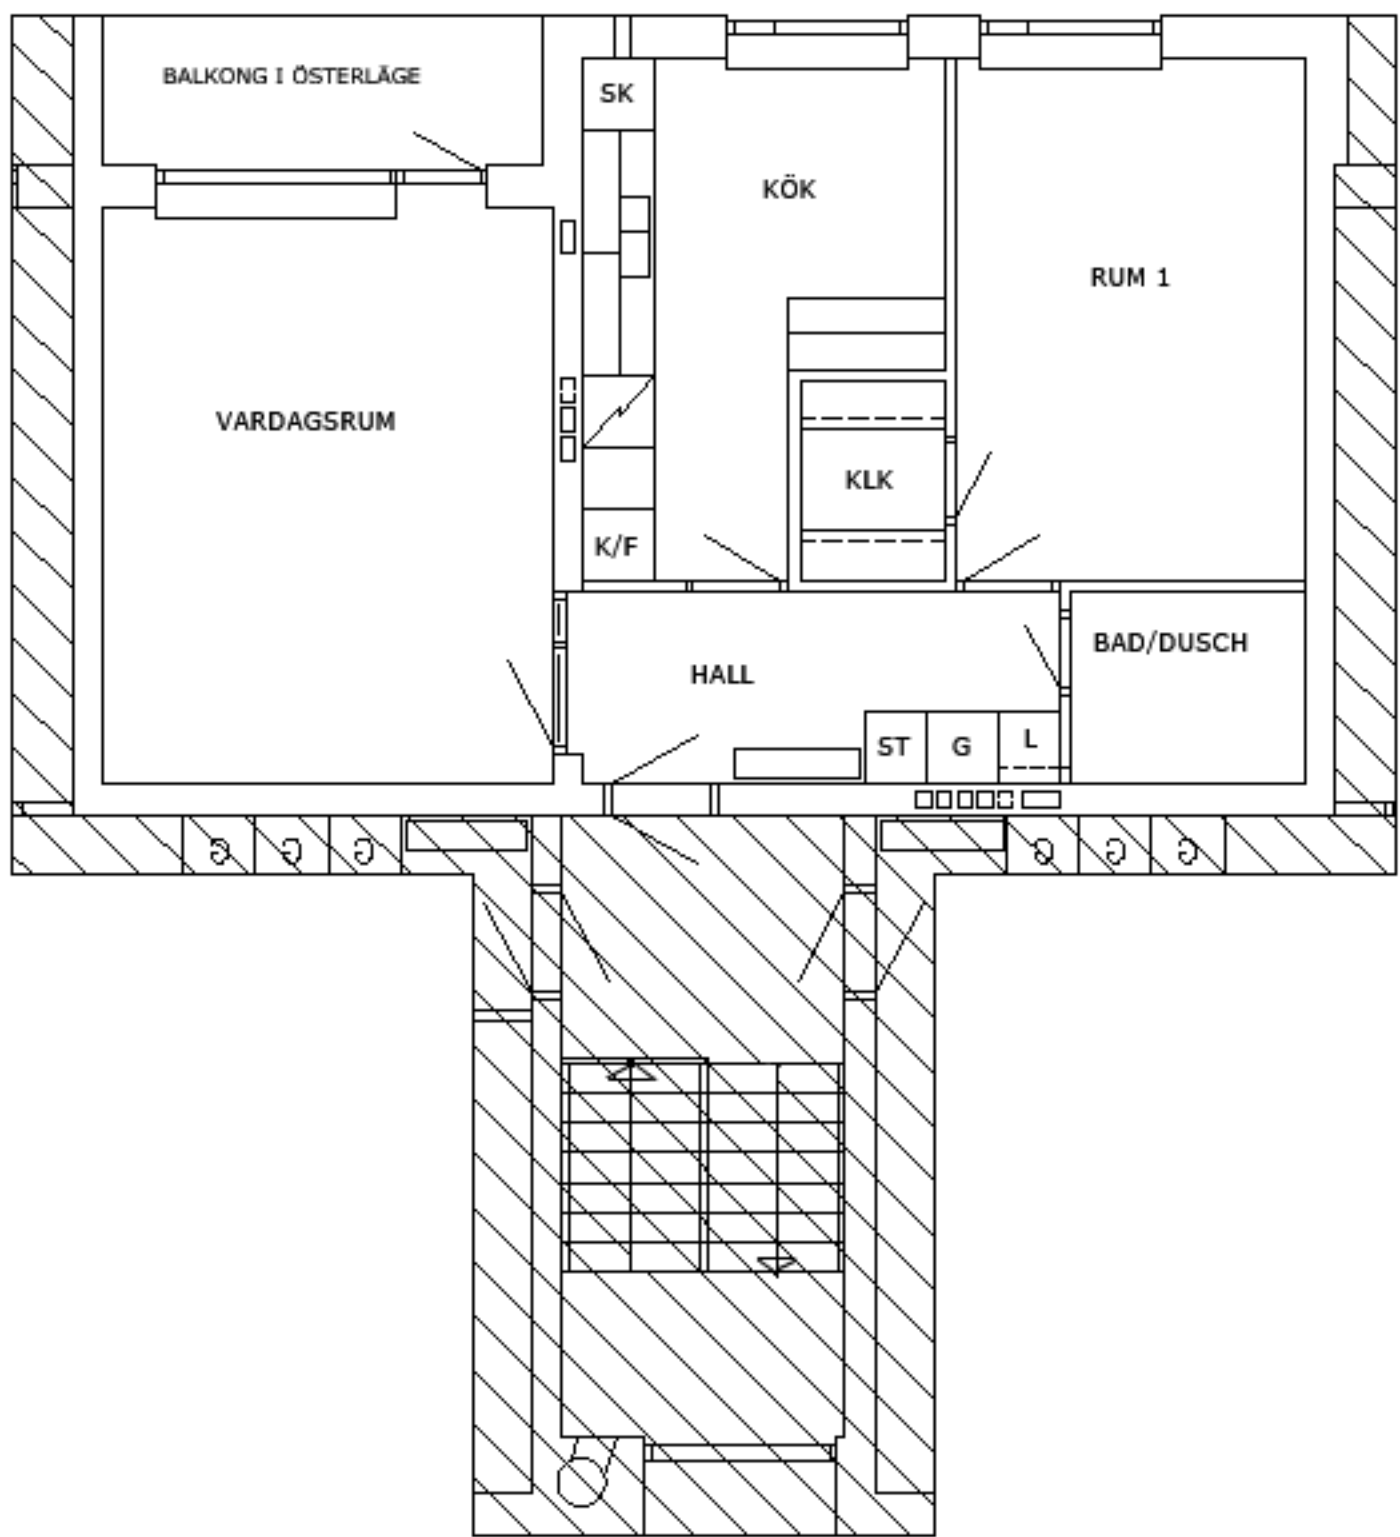 BALKONG I ÖSTERLÄGE
SK
KÖK
RUM 1
VARDAGSRUM
KLK
K/F
BAD/DUSCH
HALL
ST
G
L
G
G
G
G
G
G